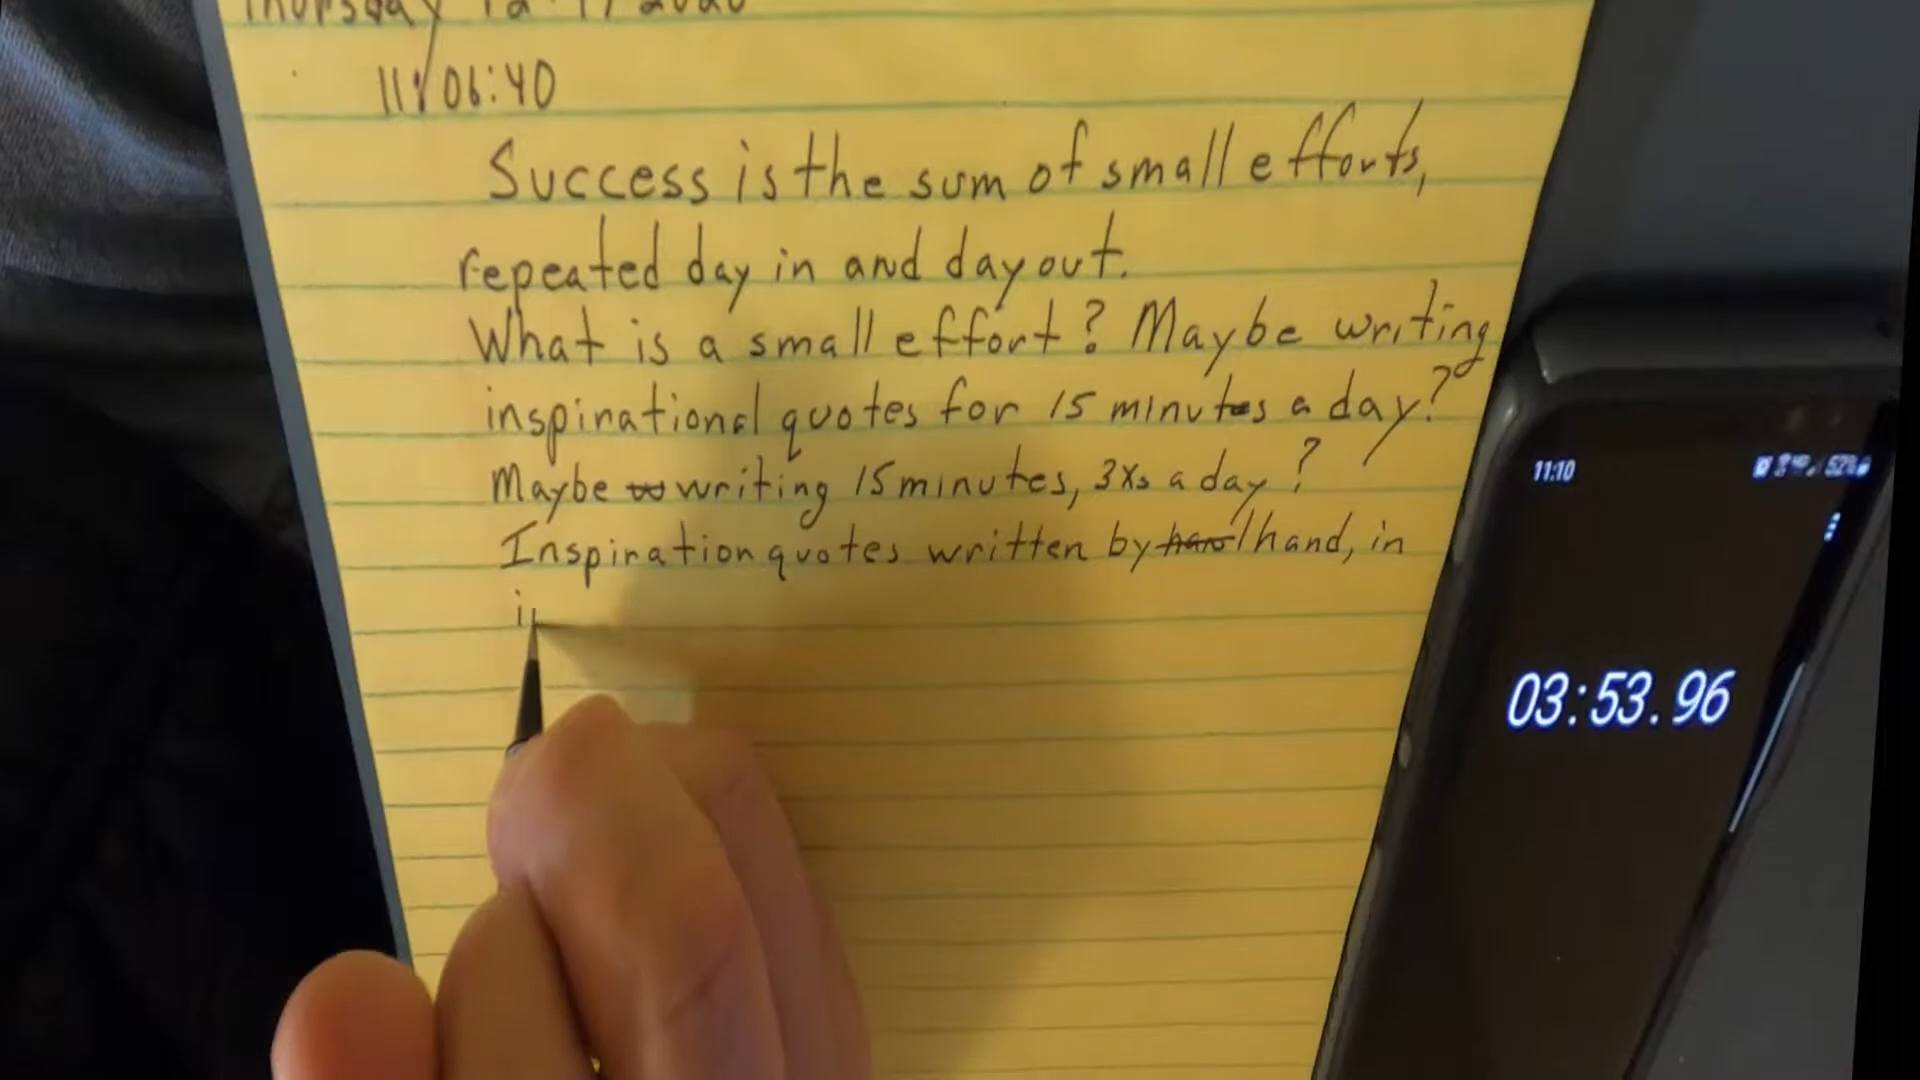 Thursday
11:06:40
Success is the sum of small efforts,
repeated day in and day out.
What is a small effort? Maybe writing
inspirational quotes for 15 minutes a day?
Maybe writing 15 minutes, 3xs a day?
Inspiration quotes written by hand, in
i
11:10
52%
03:53.96